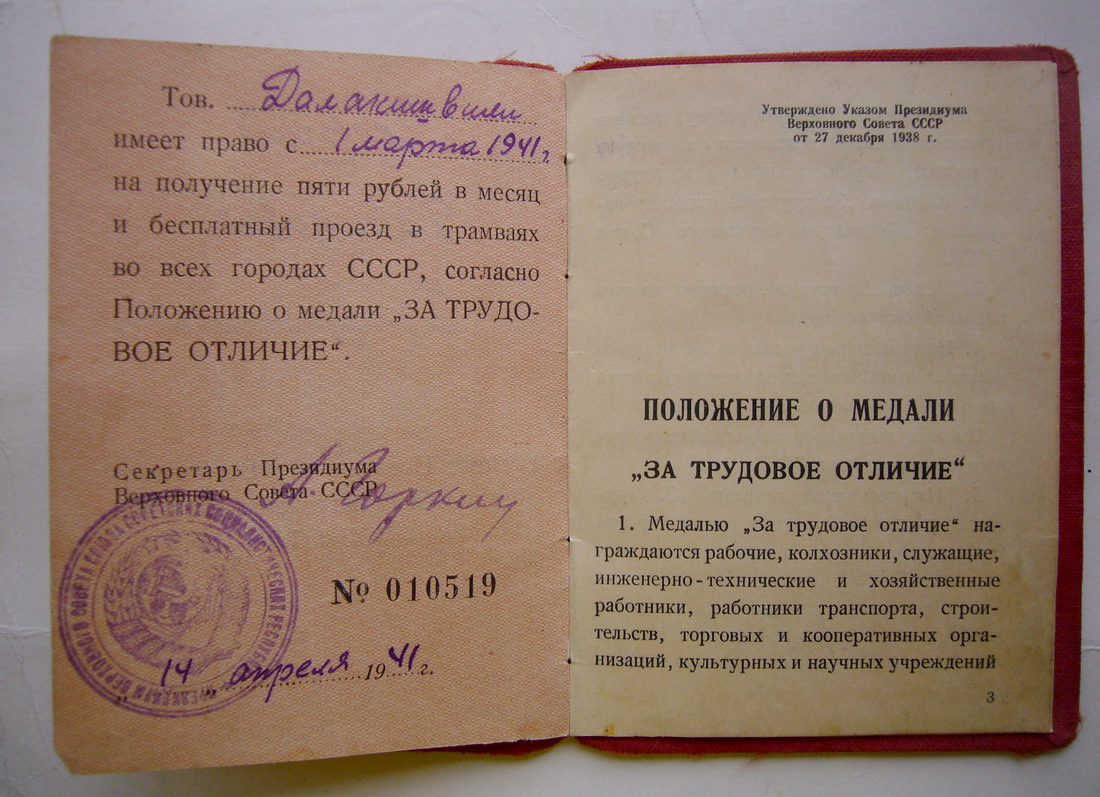 Тов. Далакишвили
имеет право с 1 марта 1941 г.
на получение пяти рублей в месяц
и бесплатный проезд в трамваях
во всех городах СССР, согласно
Положению о медали „ЗА ТРУДО-
ВОЕ ОТЛИЧИЕ“.
Секретарь Президиума
Верховного Совета СССР
А. Горкин
№ 010519
14 апреля 1941 г.
Утверждено Указом Президиума
Верховного Совета СССР
от 27 декабря 1938 г.
ПОЛОЖЕНИЕ О МЕДАЛИ
„ЗА ТРУДОВОЕ ОТЛИЧИЕ“
1. Медалью „За трудовое отличие“ на-
граждаются рабочие, колхозники, служащие,
инженерно-технические и хозяйственные
работники, работники транспорта, строи-
тельств, торговых и кооперативных орга-
низаций, культурных и научных учреждений
3